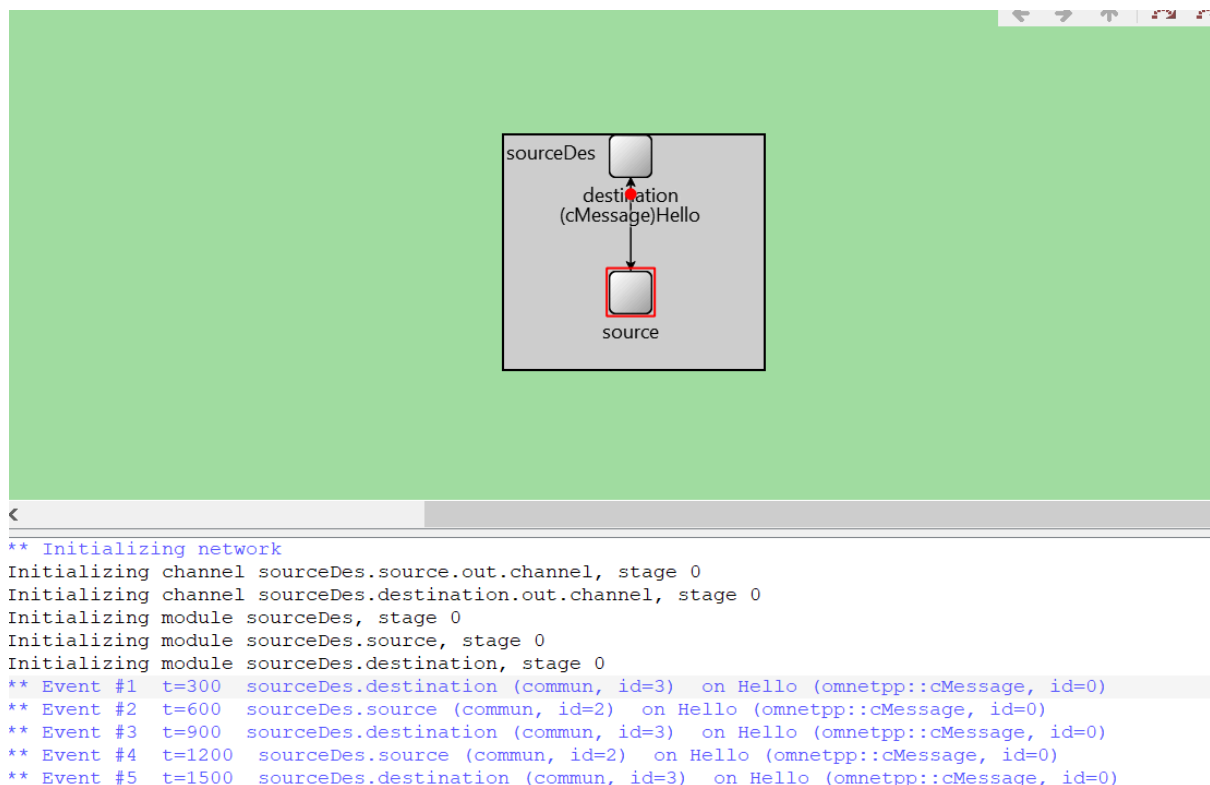 sourceDes
destination
(cMessage)Hello
source
** Initializing network
Initializing channel sourceDes.source.out.channel, stage 0
Initializing channel sourceDes.destination.out.channel, stage 0
Initializing module sourceDes, stage 0
Initializing module sourceDes.source, stage 0
Initializing module sourceDes.destination, stage 0
** Event #1  t=300  sourceDes.destination (commun, id=3)  on Hello (omnetpp::cMessage, id=0)
** Event #2  t=600  sourceDes.source (commun, id=2)  on Hello (omnetpp::cMessage, id=0)
** Event #3  t=900  sourceDes.destination (commun, id=3)  on Hello (omnetpp::cMessage, id=0)
** Event #4  t=1200  sourceDes.source (commun, id=2)  on Hello (omnetpp::cMessage, id=0)
** Event #5  t=1500  sourceDes.destination (commun, id=3)  on Hello (omnetpp::cMessage, id=0)